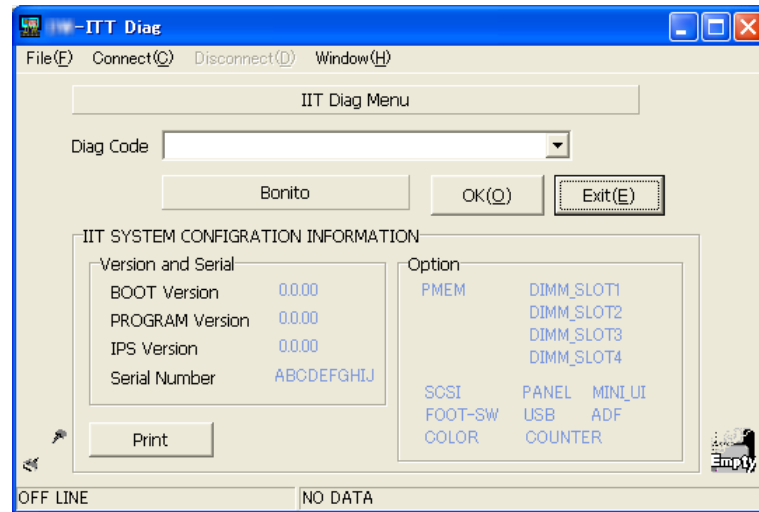 -ITT Diag
File(F) Connect(C) Disconnect(D) Window(H)
IIT Diag Menu
Diag Code
Bonito OK(O) Exit(E)
IIT SYSTEM CONFIGRATION INFORMATION
Version and Serial
BOOT Version 0.0.00
PROGRAM Version 0.0.00
IPS Version 0.0.00
Serial Number ABCDEFGHIJ
Option
PMEM DIMM_SLOT1
DIMM_SLOT2
DIMM_SLOT3
DIMM_SLOT4
SCSI PANEL MINI_UI
FOOT-SW USB ADF
COLOR COUNTER
Print
Empty
OFF LINE NO DATA